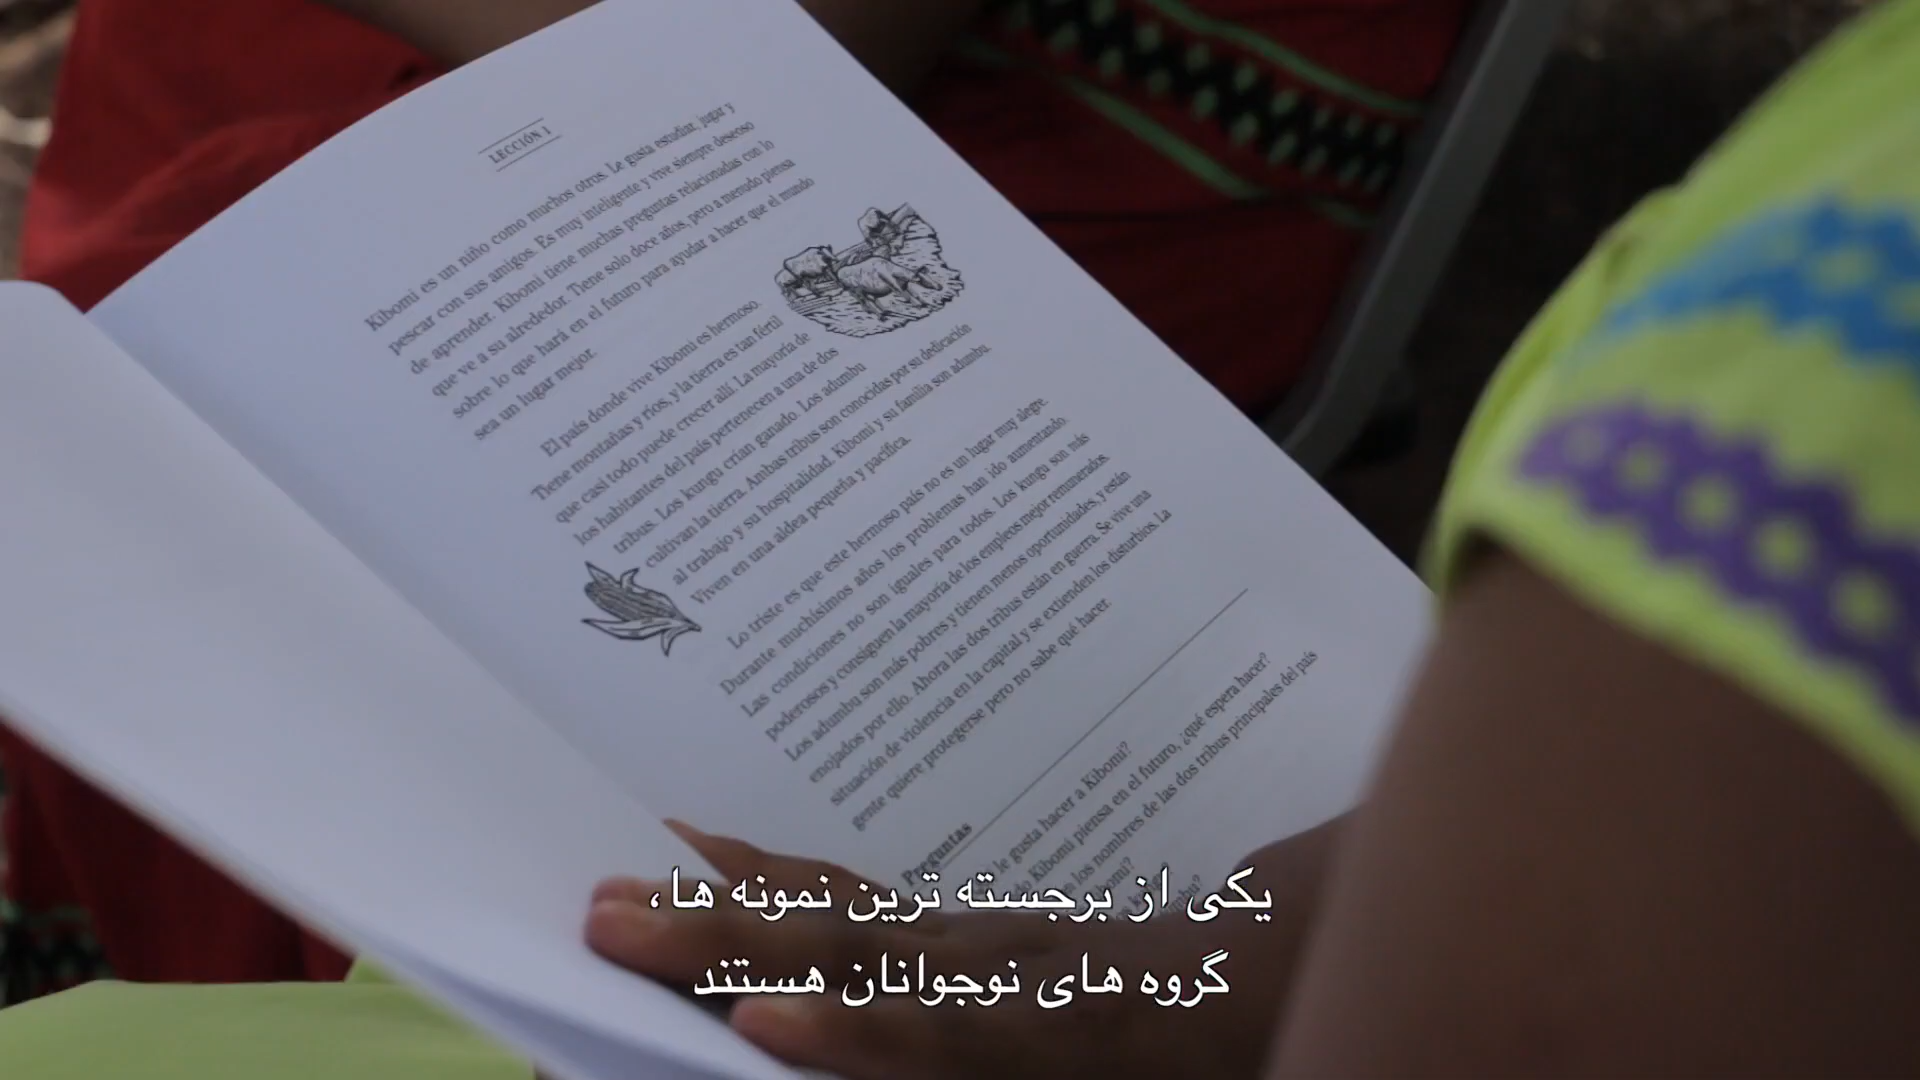 LECCIÓN 1
Kibomi es un niño como muchos otros. Le gusta estudiar, jugar y
pescar con sus amigos. Es muy inteligente y vive siempre deseoso
de aprender. Kibomi tiene muchas preguntas relacionadas con lo
que ve a su alrededor. Tiene solo doce años, pero a menudo piensa
sobre lo que hará en el futuro para ayudar a hacer que el mundo
sea un lugar mejor.
El país donde vive Kibomi es hermoso.
Tiene montañas y ríos, y la tierra es tan fértil
que casi todo puede crecer allí. La mayoría de
los habitantes del país pertenecen a una de dos
tribus. Los kungu crían ganado. Los adumbu
cultivan la tierra. Ambas tribus son conocidas por su dedicación
al trabajo y su hospitalidad. Kibomi y su familia son adumbu.
Viven en una aldea pequeña y pacífica.
Lo triste es que este hermoso país no es un lugar muy alegre.
Durante muchísimos años los problemas han ido aumentando.
Las condiciones no son iguales para todos. Los kungu son más
poderosos y consiguen la mayoría de los empleos mejor remunerados.
Los adumbu son más pobres y tienen menos oportunidades, y están
enojados por ello. Ahora las dos tribus están en guerra. Se vive una
situación de violencia en la capital y se extienden los disturbios. La
gente quiere protegerse pero no sabe qué hacer.
Preguntas
le gusta hacer a Kibomi?
Kibomi piensa en el futuro, ¿qué espera hacer?
los nombres de las dos tribus principales del país
Kibomi?
یکی از برجسته ترین نمونه ها،
گروه های نوجوانان هستند